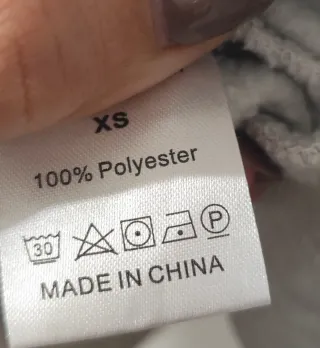 XS
100% Polyester
30 P
MADE IN CHINA